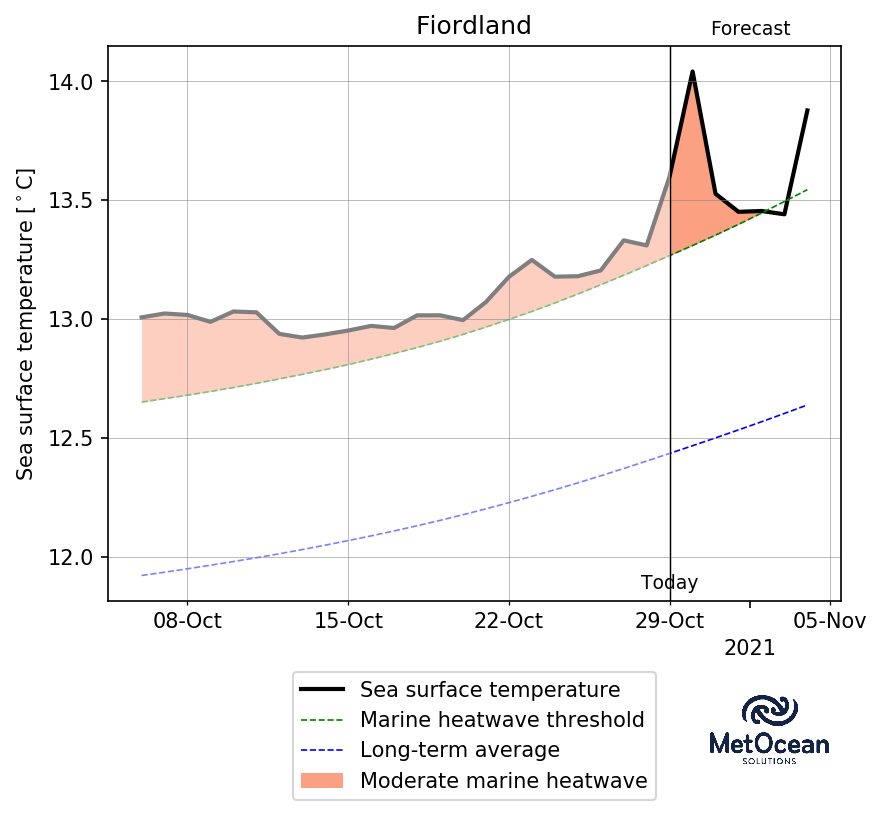 Fiordland
Forecast
Sea surface temperature [°C]
14.0
13.5
13.0
12.5
12.0
Today
08-Oct 15-Oct 22-Oct 29-Oct 05-Nov
2021
Sea surface temperature
Marine heatwave threshold
Long-term average
Moderate marine heatwave
MetOcean
SOLUTIONS